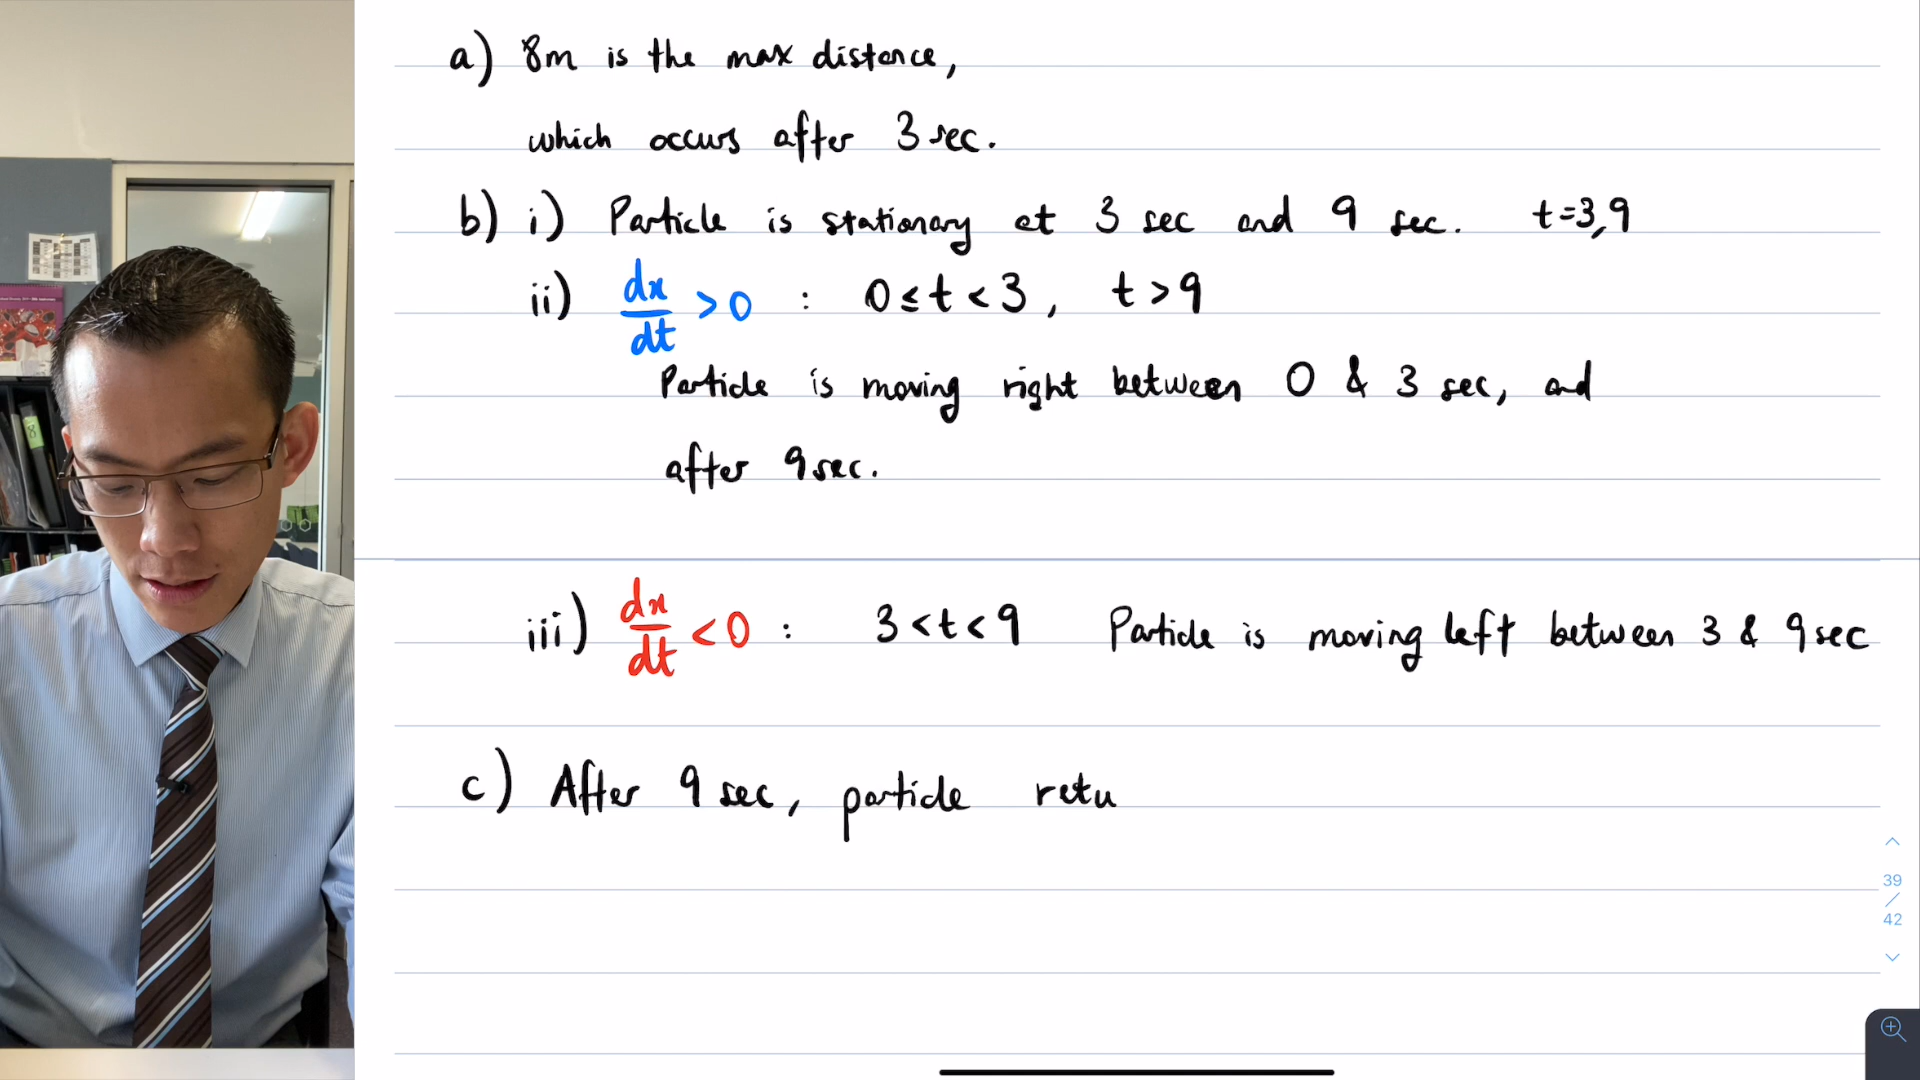 a) 8m is the max distance,
which occurs after 3 sec.
b) i) Particle is stationary at 3 sec and 9 sec. t=3,9
ii) dx/dt > 0 : 0 ≤ t < 3, t > 9
Particle is moving right between 0 & 3 sec, and
after 9 sec.
iii) dx/dt < 0 : 3 < t < 9 Particle is moving left between 3 & 9 sec
c) After 9 sec, particle retu
39
/
42